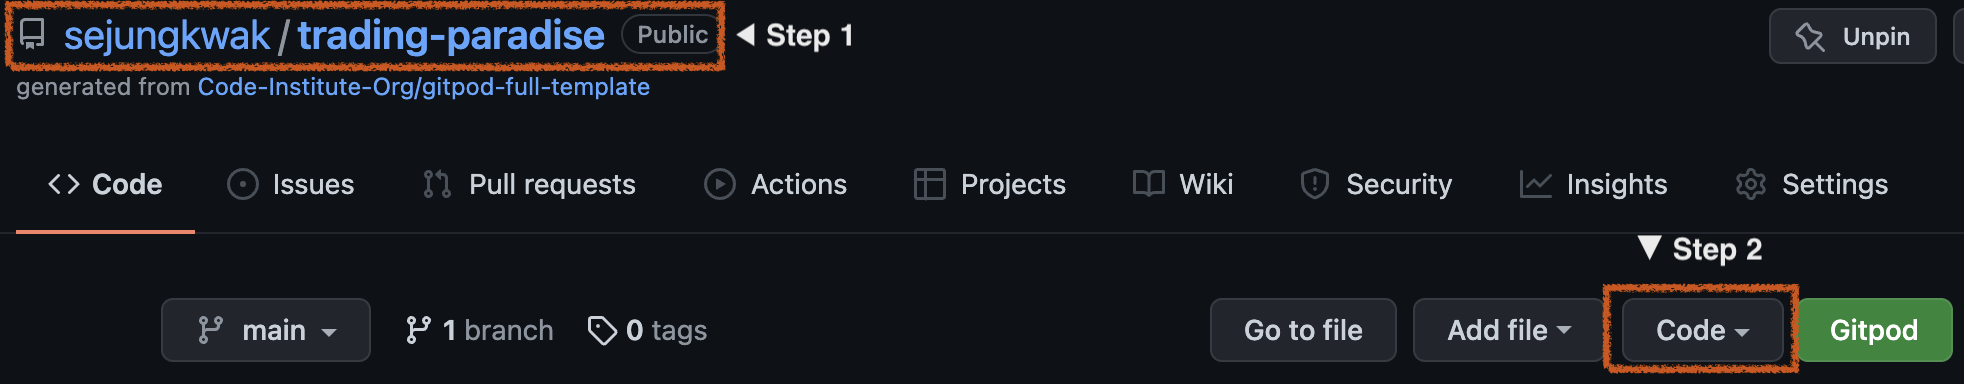 sejungkwak / trading-paradise Public ◀ Step 1 Unpin
generated from Code-Institute-Org/gitpod-full-template
<> Code Issues Pull requests Actions Projects Wiki Security Insights Settings
▼ Step 2
main 1 branch 0 tags Go to file Add file Code Gitpod